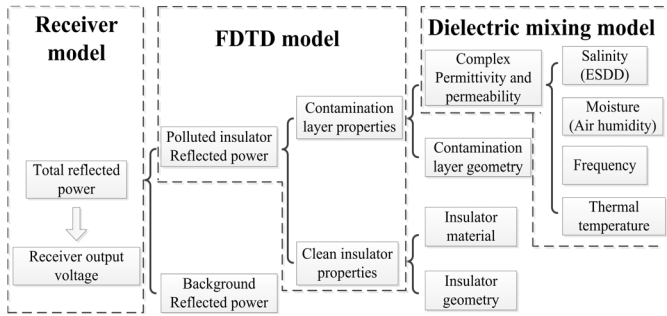 Receiver
model
FDTD model
Dielectric mixing model
Total reflected
power
Receiver output
voltage
Polluted insulator
Reflected power
Background
Reflected power
Contamination
layer properties
Clean insulator
properties
Complex
Permittivity and
permeability
Contamination
layer geometry
Insulator
material
Insulator
geometry
Salinity
(ESDD)
Moisture
(Air humidity)
Frequency
Thermal
temperature